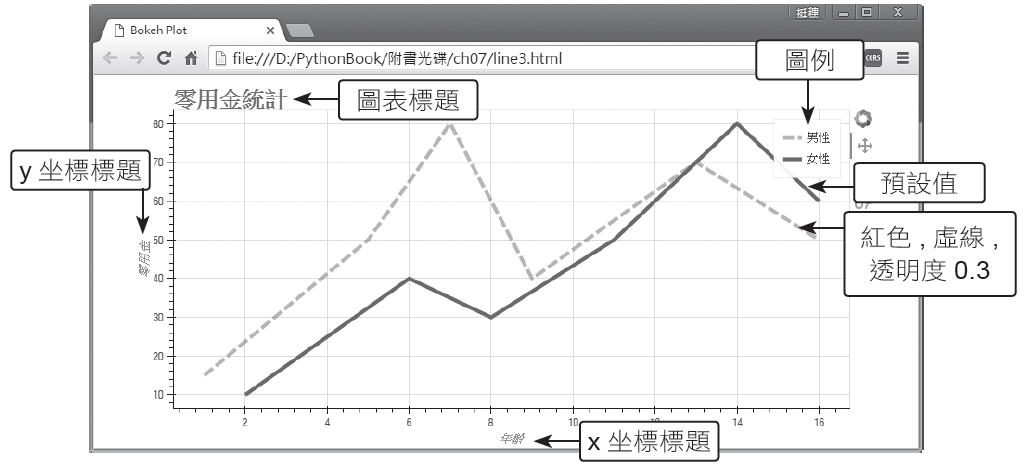 挺種
Bokeh Plot
file:///D:/PythonBook/附書光碟/ch07/line3.html
CIRS
圖例
零用金統計
圖表標題
男性
女性
y 坐標標題
預設值
紅色 , 虛線 ,
透明度 0.3
零用金
80
70
60
50
40
30
20
10
2
4
6
8
10
12
14
16
年齡
x 坐標標題